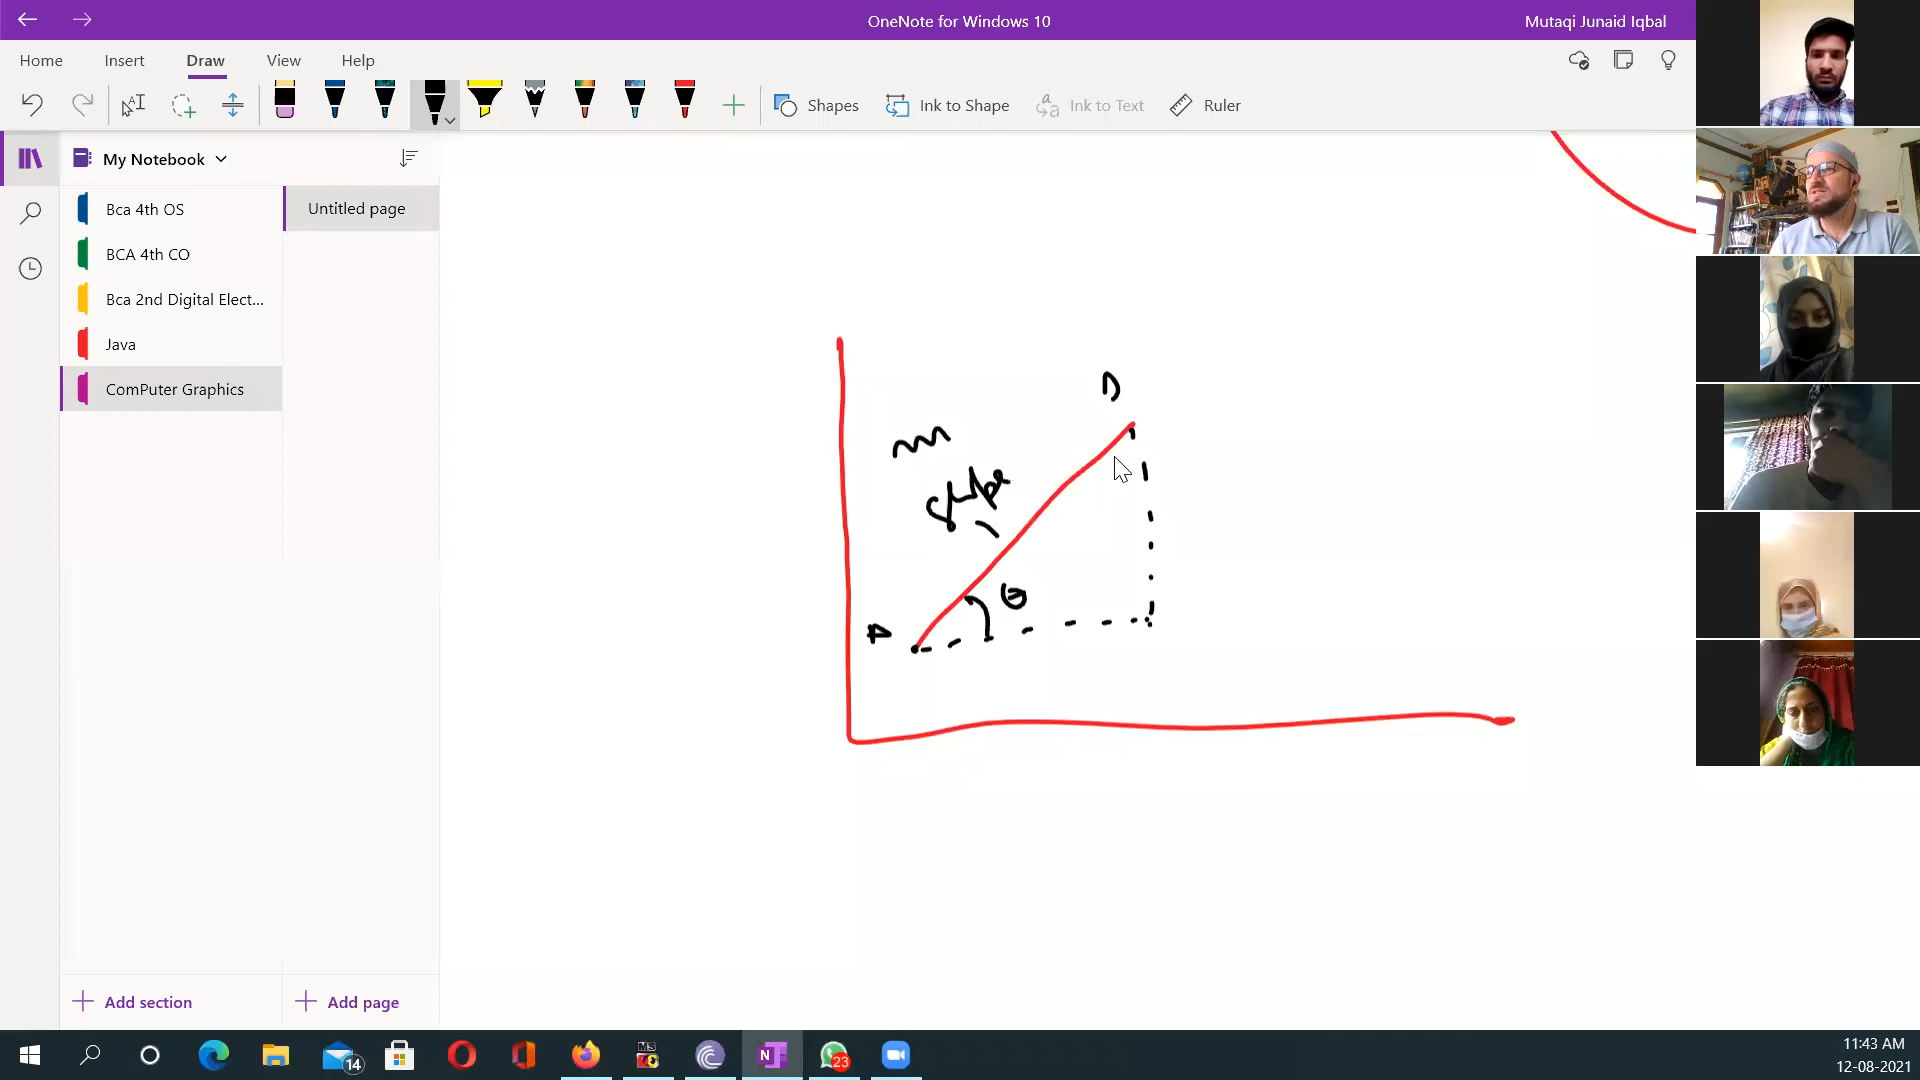 OneNote for Windows 10
Mutaqi Junaid Iqbal
Home Insert Draw View Help
Shapes Ink to Shape Ink to Text Ruler
My Notebook
Bca 4th OS
BCA 4th CO
Bca 2nd Digital Elect...
Java
ComPuter Graphics
Untitled page
θ
A
Add section
Add page
14
23
11:43 AM
12-08-2021